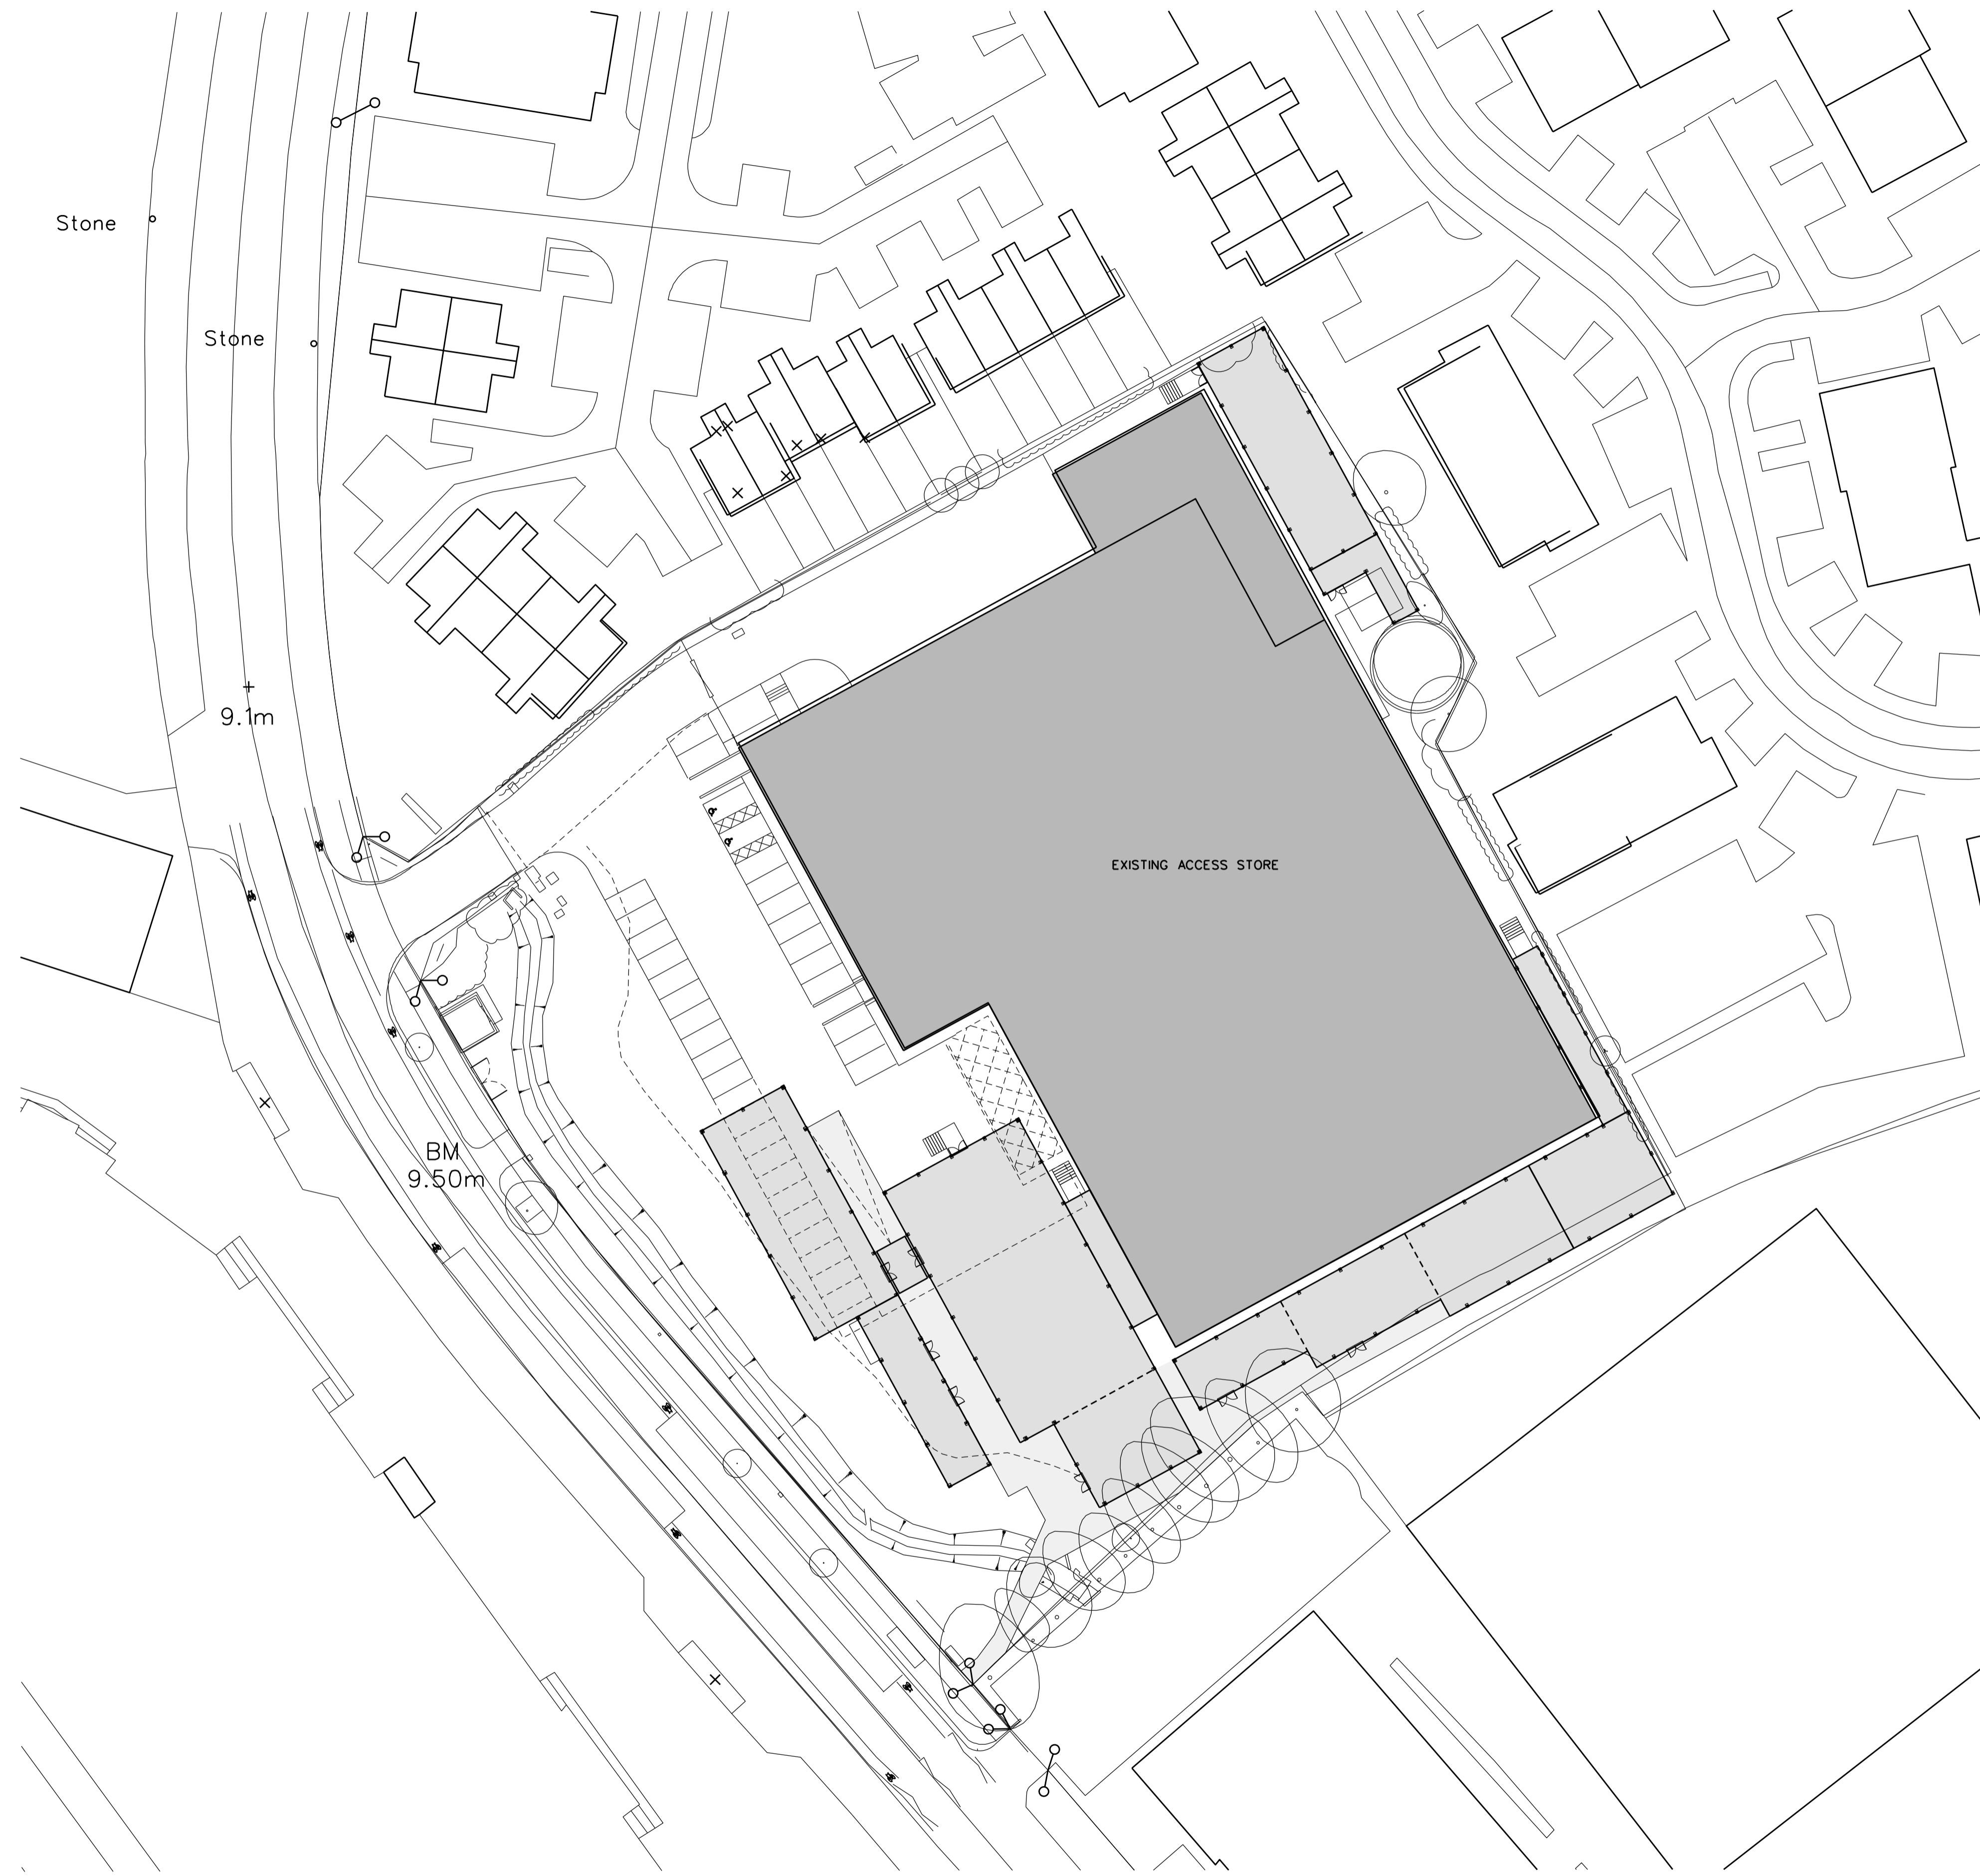 Stone
Stone
9.1m
EXISTING ACCESS STORE
BM
9.50m